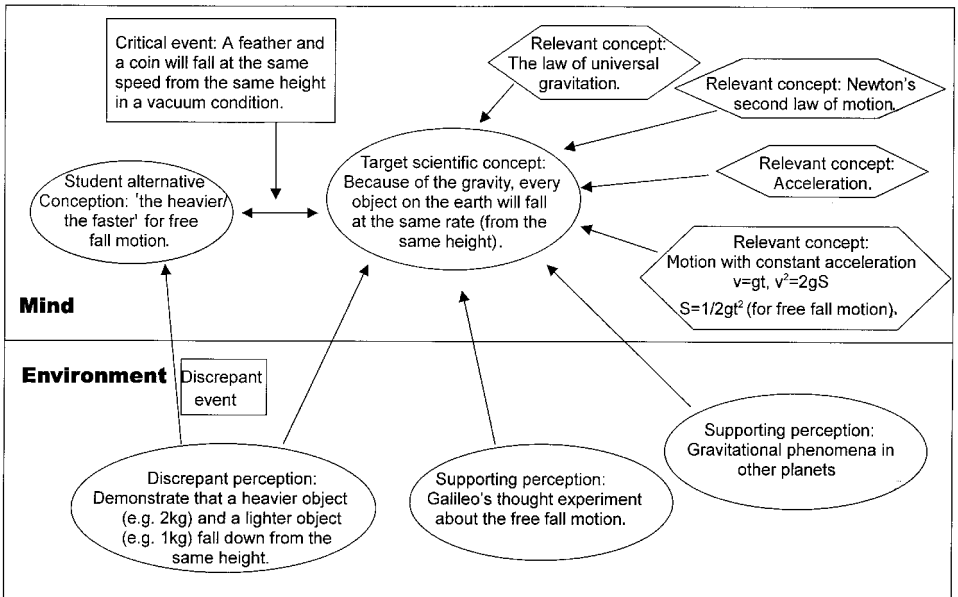 Critical event: A feather and
a coin will fall at the same
speed from the same height
in a vacuum condition.
Relevant concept:
The law of universal
gravitation.
Relevant concept: Newton's
second law of motion.
Relevant concept:
Acceleration.
Relevant concept:
Motion with constant acceleration
v=gt, v²=2gS
S=1/2gt² (for free fall motion).
Student alternative
Conception: 'the heavier/
the faster' for free
fall motion.
Target scientific concept:
Because of the gravity, every
object on the earth will fall
at the same rate (from the
same height).
Mind
Environment
Discrepant
event
Discrepant perception:
Demonstrate that a heavier object
(e.g. 2kg) and a lighter object
(e.g. 1kg) fall down from the
same height.
Supporting perception:
Galileo's thought experiment
about the free fall motion.
Supporting perception:
Gravitational phenomena in
other planets